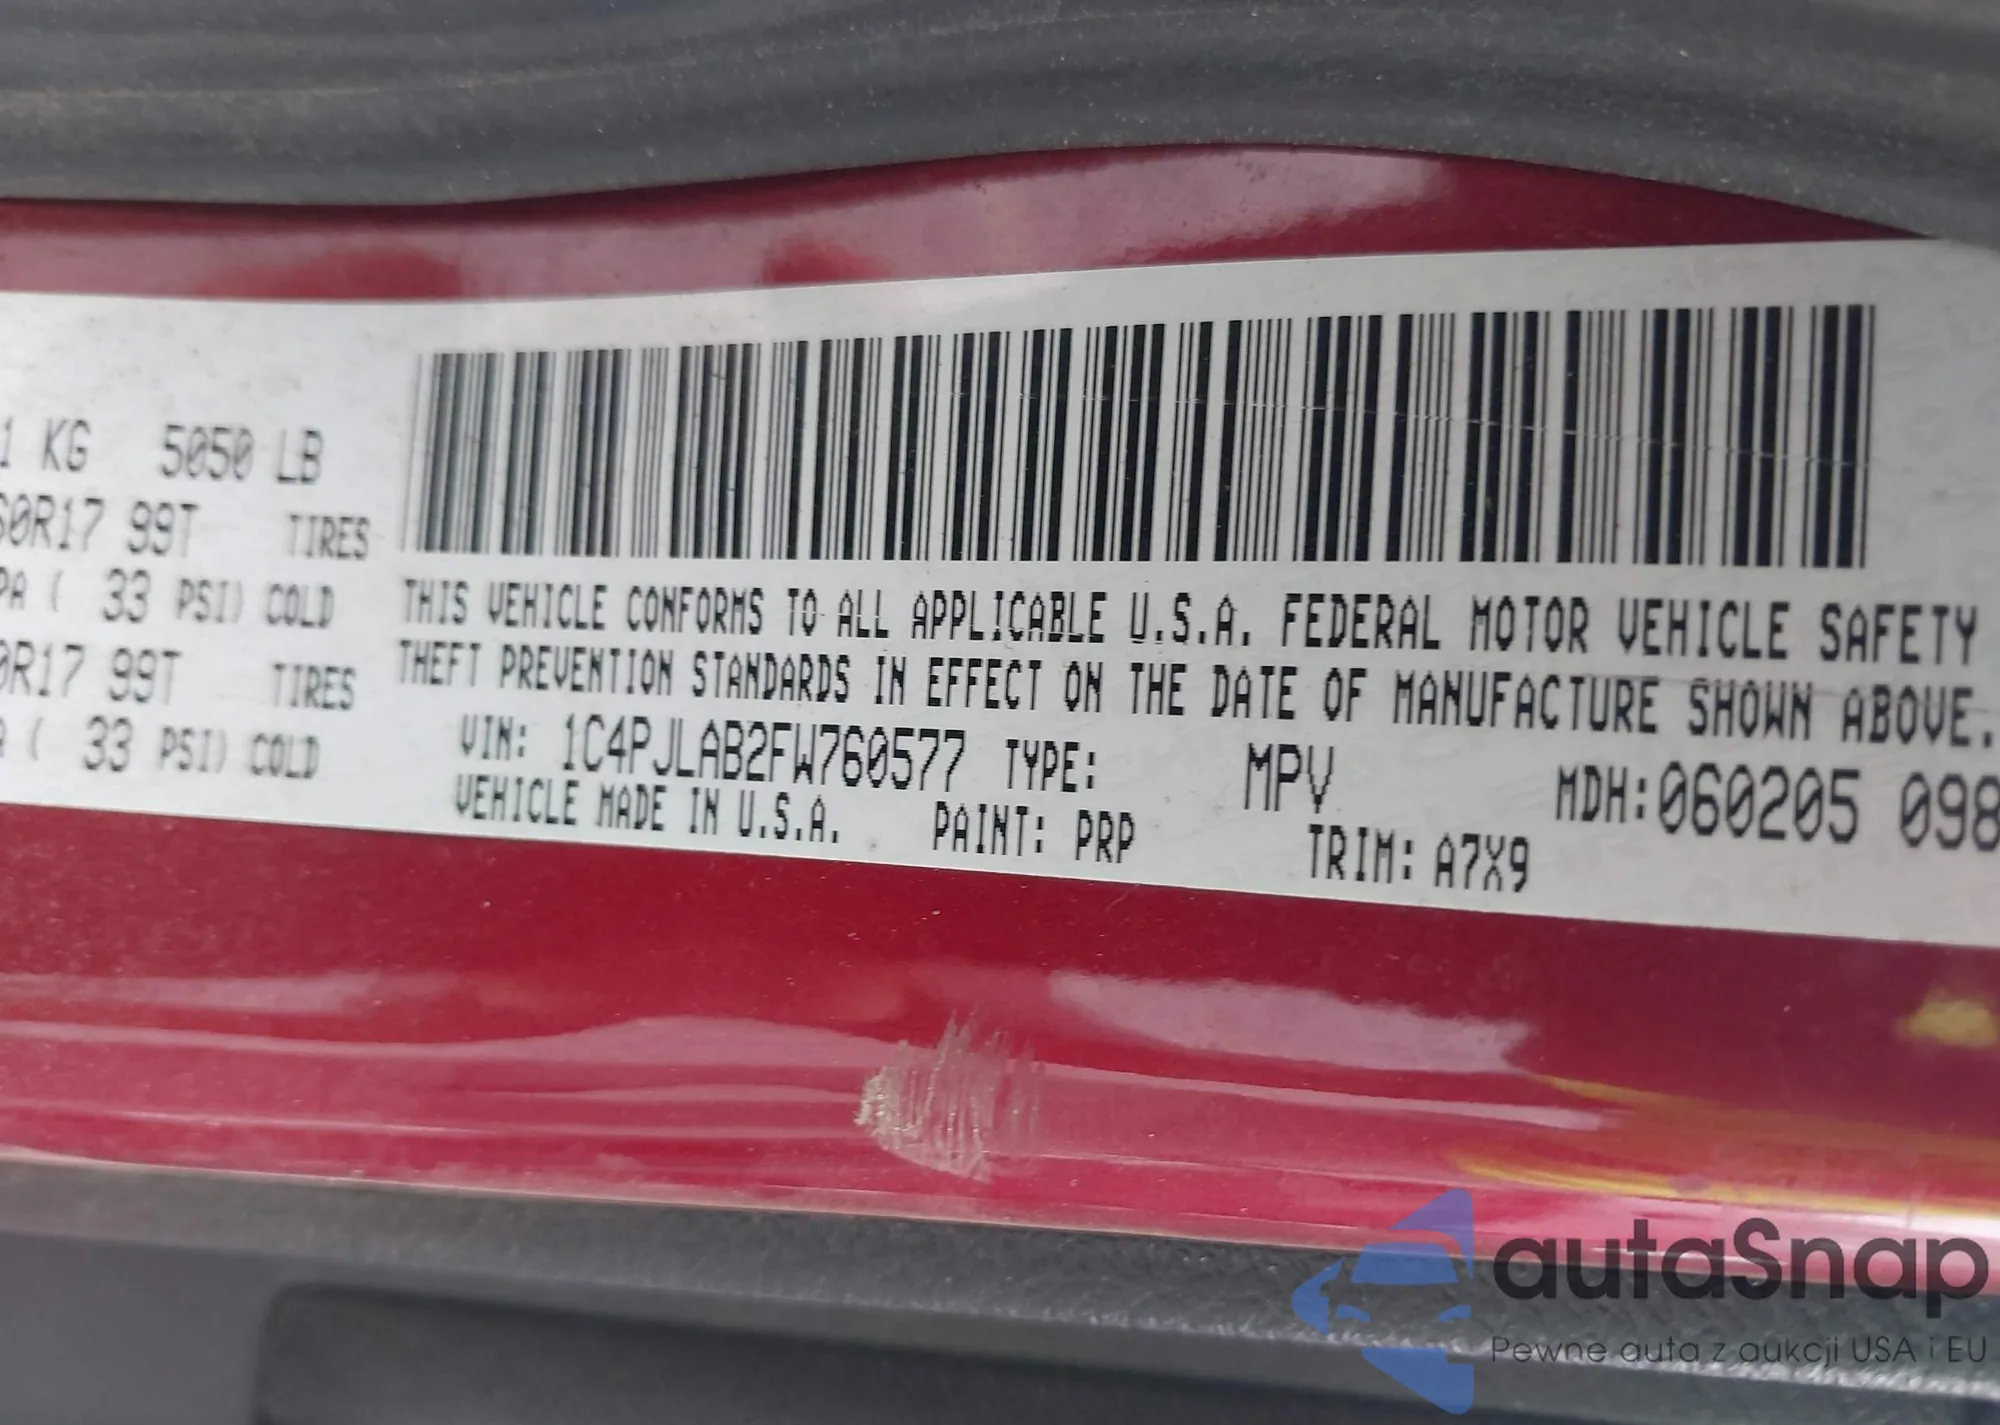 1 KG 5050 LB
60R17 99T TIRES
PA ( 33 PSI) COLD
0R17 99T TIRES
( 33 PSI) COLD
THIS VEHICLE CONFORMS TO ALL APPLICABLE U.S.A. FEDERAL MOTOR VEHICLE SAFETY
THEFT PREVENTION STANDARDS IN EFFECT ON THE DATE OF MANUFACTURE SHOWN ABOVE.
VIN: 1C4PJLAB2FW760577 TYPE: MPV MDH:060205 098
VEHICLE MADE IN U.S.A. PAINT: PRP TRIM: A7X9
autaSnap
Pewne auta z aukcji USA i EU